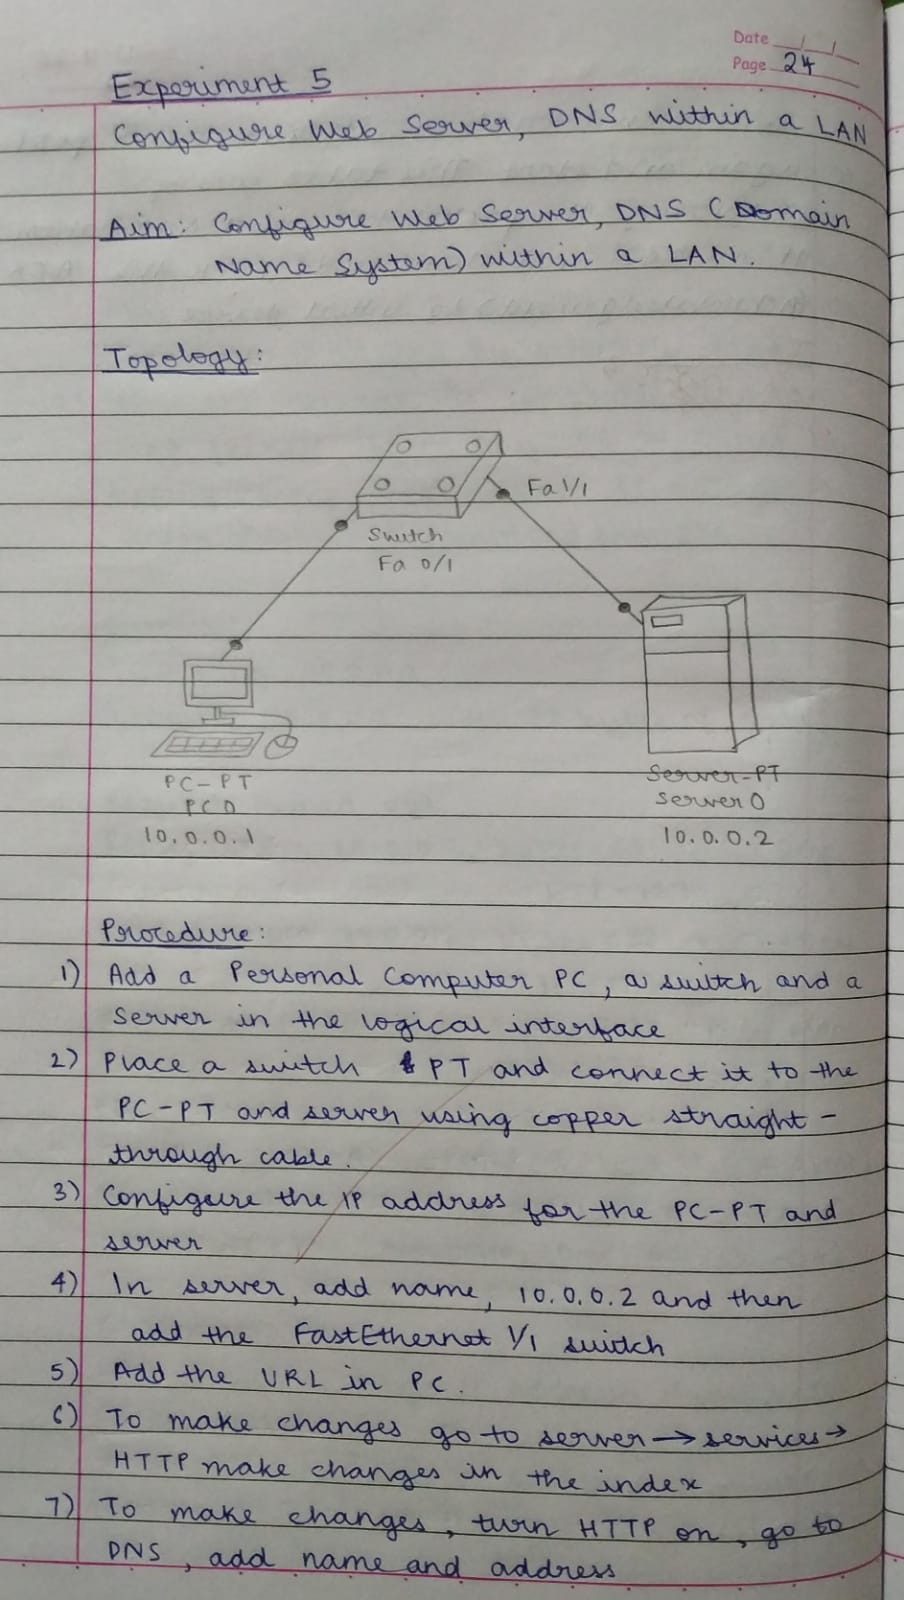 Date __/__/__
Page 24
Experiment 5
Configure Web Server, DNS within a LAN
Aim: Configure Web Server, DNS (Domain
Name System) within a LAN.
Topology:
Fa 1/1
Switch
Fa 0/1
PC-PT
PC0
10.0.0.1
Server-PT
Server0
10.0.0.2
Procedure:
1) Add a Personal Computer PC, a switch and a
server in the logical interface
2) Place a switch PT and connect it to the
PC-PT and server using copper straight-
through cable.
3) Configure the IP address for the PC-PT and
server
4) In server, add name, 10.0.0.2 and then
add the FastEthernet 1/1 switch
5) Add the URL in PC.
6) To make changes go to server → services →
HTTP make changes in the index
7) To make changes, turn HTTP on, go to
DNS, add name and address